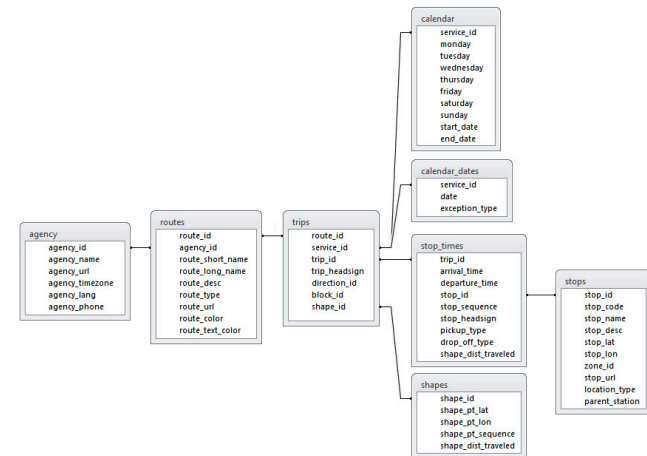 calendar
service_id
monday
tuesday
wednesday
thursday
friday
saturday
sunday
start_date
end_date
calendar_dates
service_id
date
exception_type
agency
agency_id
agency_name
agency_url
agency_timezone
agency_lang
agency_phone
routes
route_id
agency_id
route_short_name
route_long_name
route_desc
route_type
route_url
route_color
route_text_color
trips
route_id
service_id
trip_id
trip_headsign
direction_id
block_id
shape_id
stop_times
trip_id
arrival_time
departure_time
stop_id
stop_sequence
stop_headsign
pickup_type
drop_off_type
shape_dist_traveled
stops
stop_id
stop_code
stop_name
stop_desc
stop_lat
stop_lon
zone_id
stop_url
location_type
parent_station
shapes
shape_id
shape_pt_lat
shape_pt_lon
shape_pt_sequence
shape_dist_traveled